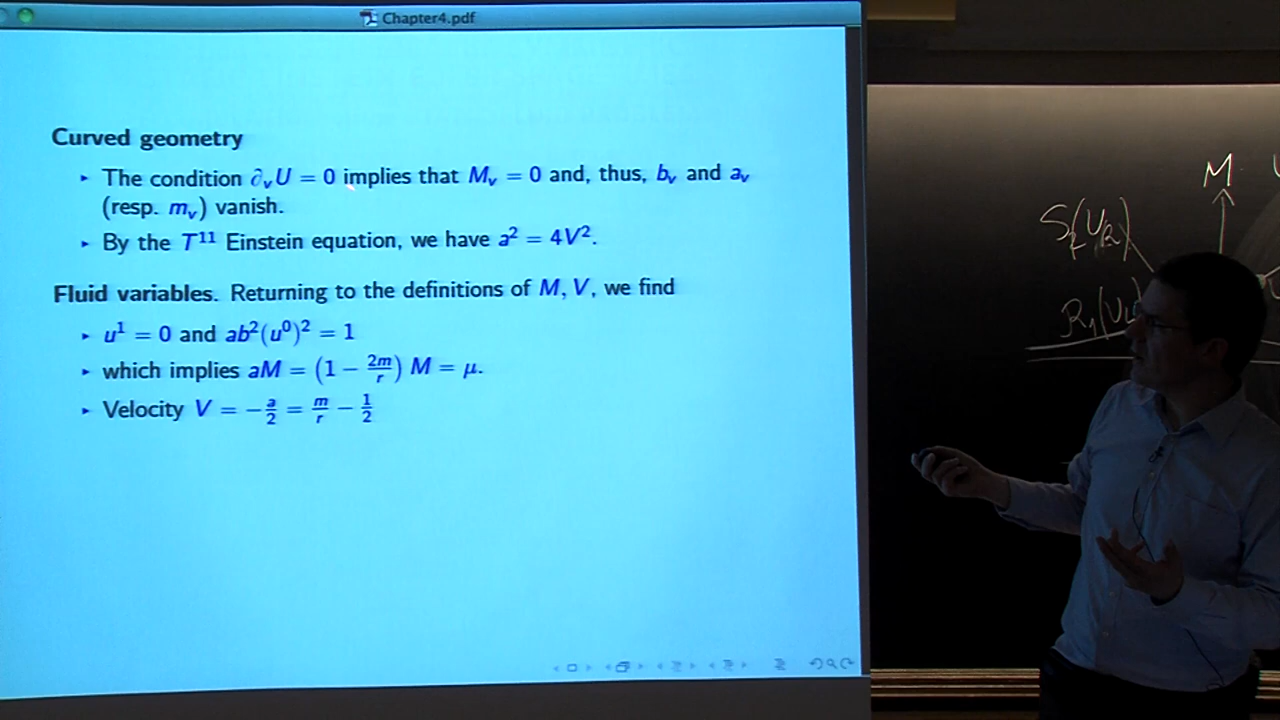 Chapter4.pdf
Curved geometry
▸ The condition ∂ᵥU = 0 implies that Mᵥ = 0 and, thus, bᵥ and aᵥ
(resp. mᵥ) vanish.
▸ By the T¹¹ Einstein equation, we have a² = 4V².
Fluid variables. Returning to the definitions of M, V, we find
▸ u¹ = 0 and ab²(u⁰)² = 1
▸ which implies aM = (1 − 2m/r) M = μ.
▸ Velocity V = −a/2 = m/r − 1/2
M